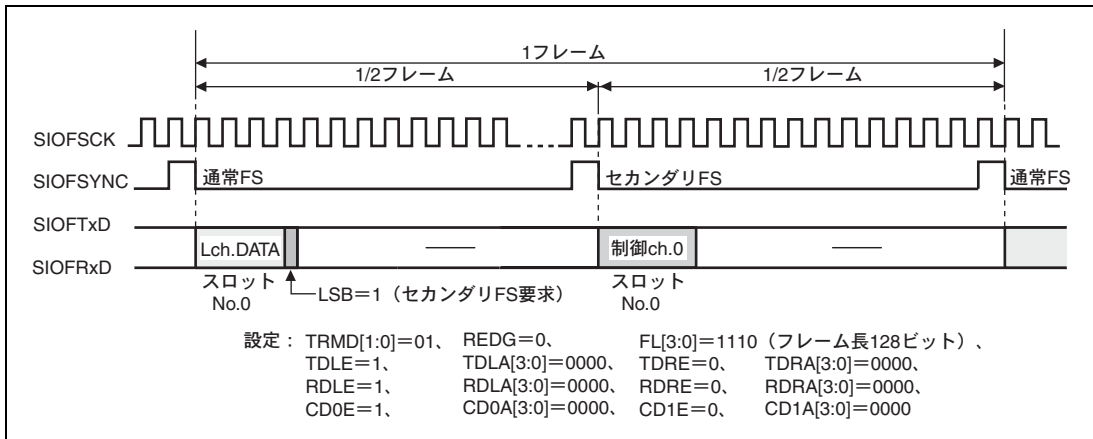 1フレーム
1/2フレーム 1/2フレーム
SIOFSCK
SIOFSYNC 通常FS セカンダリFS 通常FS
SIOFTxD
Lch.DATA 制御ch.0
SIOFRxD
スロット No.0
LSB=1（セカンダリFS要求）
スロット No.0
設定： TRMD[1:0]=01、 REDG=0、 FL[3:0]=1110（フレーム長128ビット）、
TDLE=1、 TDLA[3:0]=0000、 TDRE=0、 TDRA[3:0]=0000、
RDLE=1、 RDLA[3:0]=0000、 RDRE=0、 RDRA[3:0]=0000、
CD0E=1、 CD0A[3:0]=0000、 CD1E=0、 CD1A[3:0]=0000